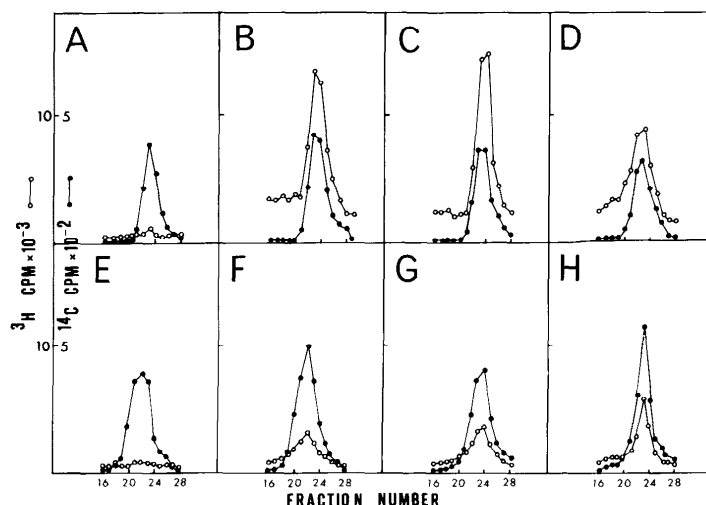 A B C D
10 5
³H CPM×10⁻³
¹⁴C CPM×10⁻²
E F G H
10 5
16 20 24 28 16 20 24 28 16 20 24 28 16 20 24 28
FRACTION NUMBER